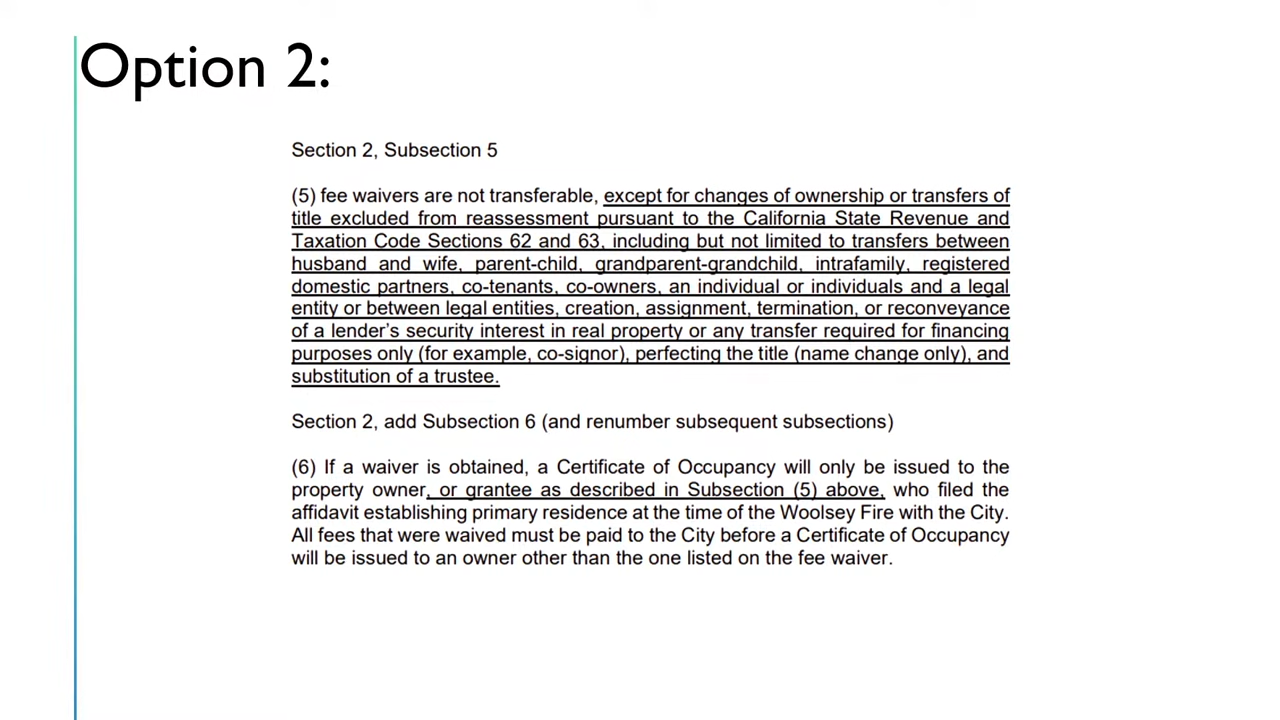 Option 2:
Section 2, Subsection 5
(5) fee waivers are not transferable, except for changes of ownership or transfers of
title excluded from reassessment pursuant to the California State Revenue and
Taxation Code Sections 62 and 63, including but not limited to transfers between
husband and wife, parent-child, grandparent-grandchild, intrafamily, registered
domestic partners, co-tenants, co-owners, an individual or individuals and a legal
entity or between legal entities, creation, assignment, termination, or reconveyance
of a lender’s security interest in real property or any transfer required for financing
purposes only (for example, co-signor), perfecting the title (name change only), and
substitution of a trustee.
Section 2, add Subsection 6 (and renumber subsequent subsections)
(6) If a waiver is obtained, a Certificate of Occupancy will only be issued to the
property owner, or grantee as described in Subsection (5) above, who filed the
affidavit establishing primary residence at the time of the Woolsey Fire with the City.
All fees that were waived must be paid to the City before a Certificate of Occupancy
will be issued to an owner other than the one listed on the fee waiver.